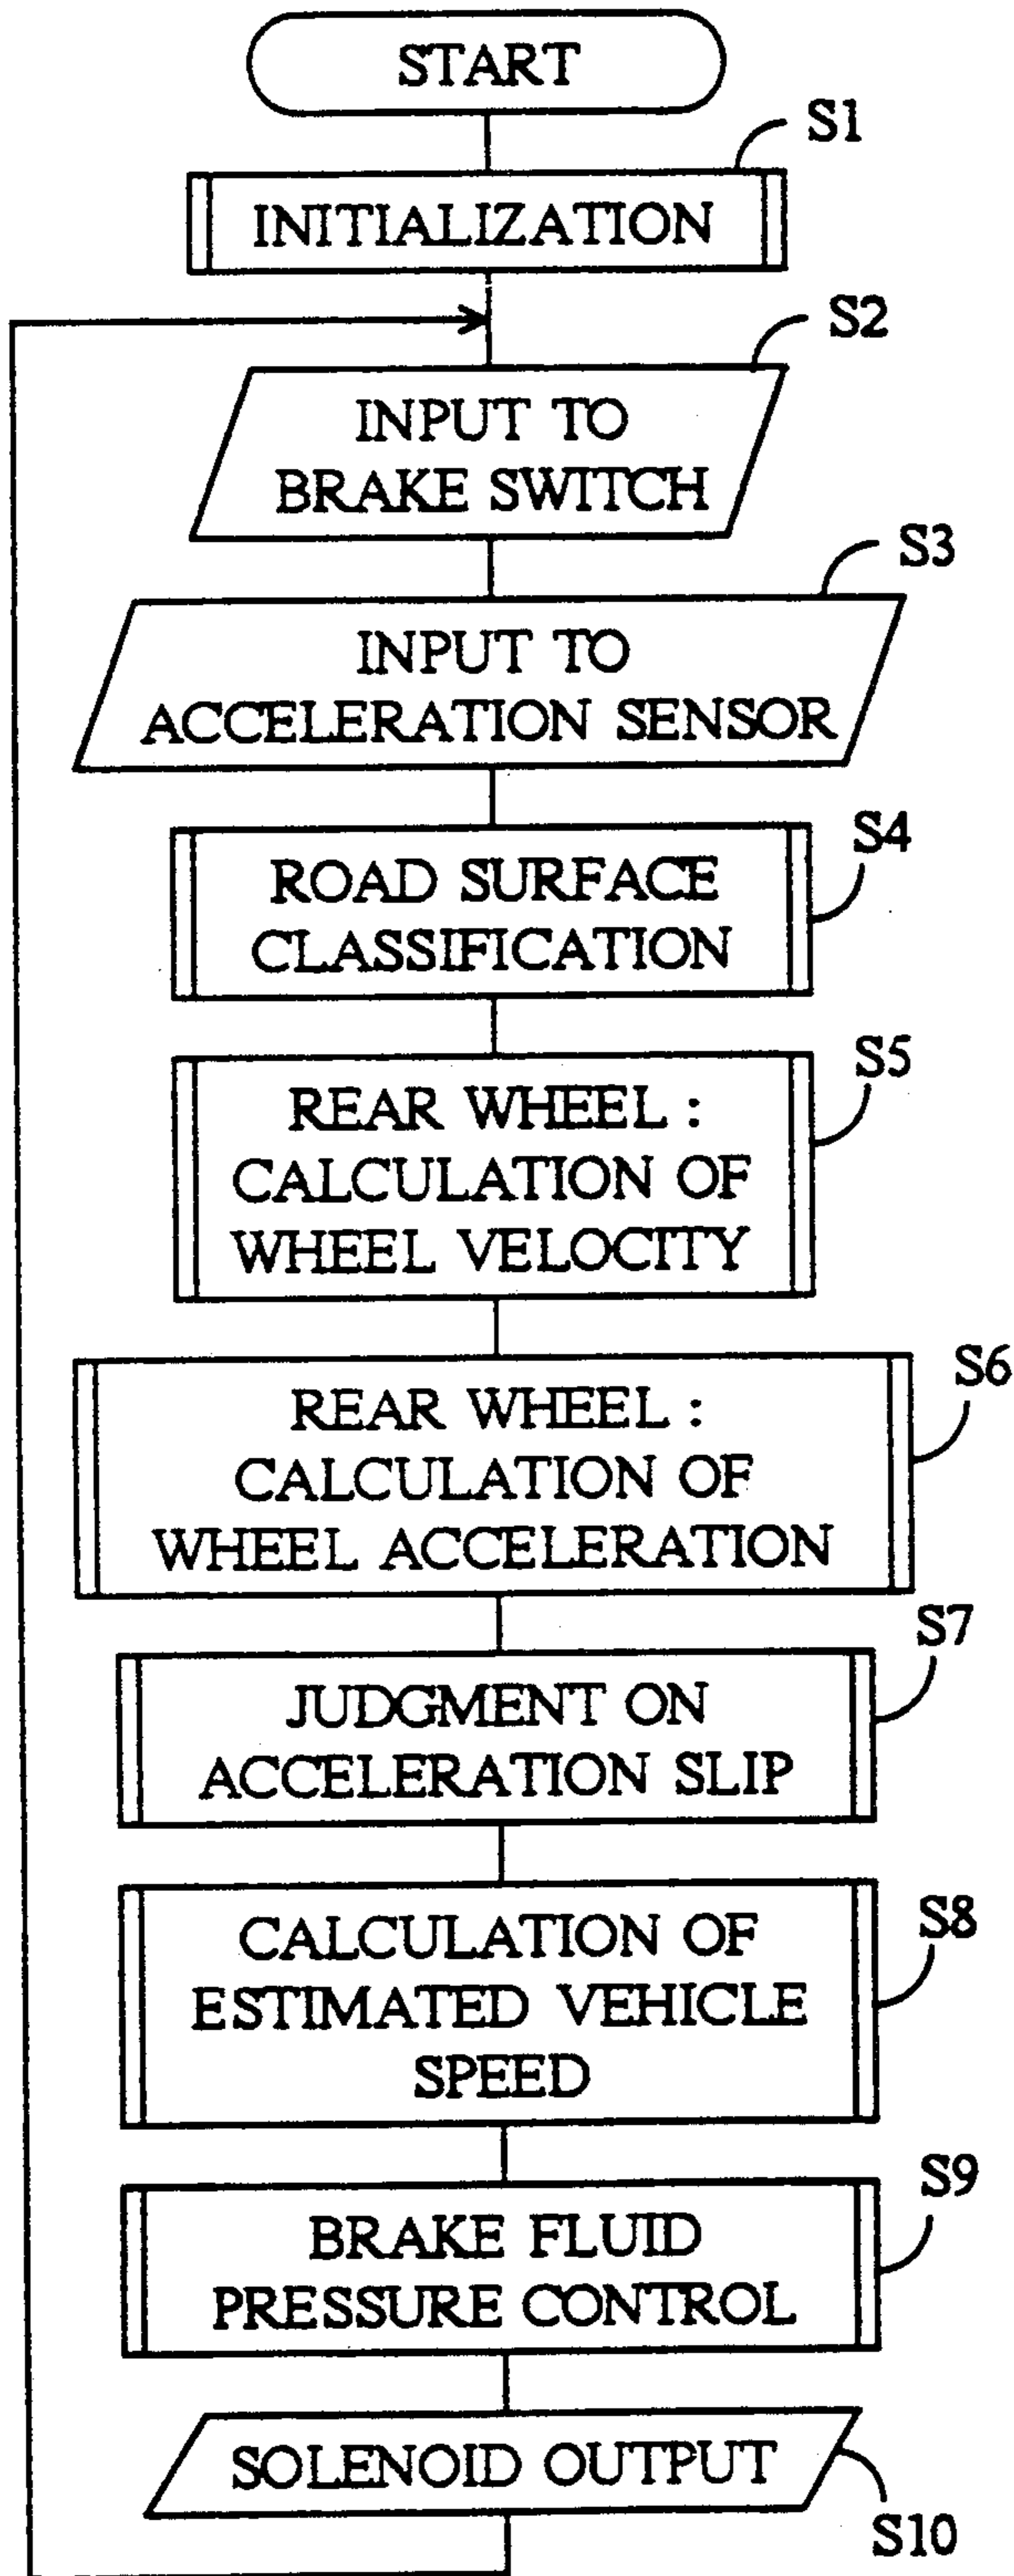 START
S1
INITIALIZATION
S2
INPUT TO
BRAKE SWITCH
S3
INPUT TO
ACCELERATION SENSOR
S4
ROAD SURFACE
CLASSIFICATION
S5
REAR WHEEL :
CALCULATION OF
WHEEL VELOCITY
S6
REAR WHEEL :
CALCULATION OF
WHEEL ACCELERATION
S7
JUDGMENT ON
ACCELERATION SLIP
S8
CALCULATION OF
ESTIMATED VEHICLE
SPEED
S9
BRAKE FLUID
PRESSURE CONTROL
SOLENOID OUTPUT
S10